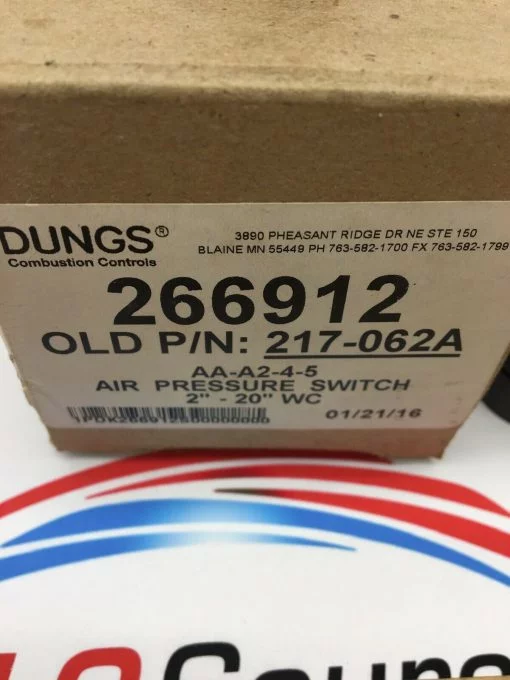 DUNGS®
Combustion Controls
3890 PHEASANT RIDGE DR NE STE 150
BLAINE MN 55449 PH 763-582-1700 FX 763-582-1799
266912
OLD P/N: 217-062A
AA-A2-4-5
AIR PRESSURE SWITCH
2" - 20" WC
01/21/16